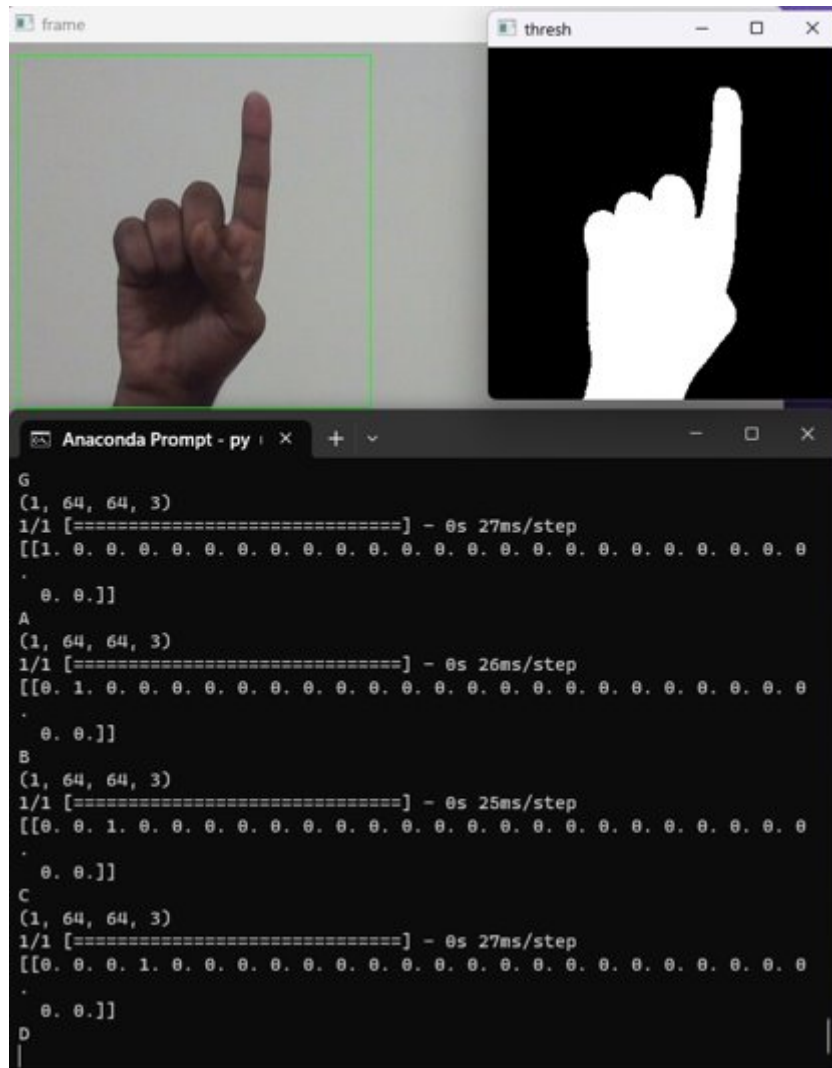 frame
thresh
Anaconda Prompt - py
G
(1, 64, 64, 3)
1/1 [==============================] - 0s 27ms/step
[[1. 0. 0. 0. 0. 0. 0. 0. 0. 0. 0. 0. 0. 0. 0. 0. 0. 0. 0. 0. 0. 0. 0. 0
.
0. 0.]]
A
(1, 64, 64, 3)
1/1 [==============================] - 0s 26ms/step
[[0. 1. 0. 0. 0. 0. 0. 0. 0. 0. 0. 0. 0. 0. 0. 0. 0. 0. 0. 0. 0. 0. 0. 0
.
0. 0.]]
B
(1, 64, 64, 3)
1/1 [==============================] - 0s 25ms/step
[[0. 0. 1. 0. 0. 0. 0. 0. 0. 0. 0. 0. 0. 0. 0. 0. 0. 0. 0. 0. 0. 0. 0. 0
.
0. 0.]]
C
(1, 64, 64, 3)
1/1 [==============================] - 0s 27ms/step
[[0. 0. 0. 1. 0. 0. 0. 0. 0. 0. 0. 0. 0. 0. 0. 0. 0. 0. 0. 0. 0. 0. 0. 0
.
0. 0.]]
D